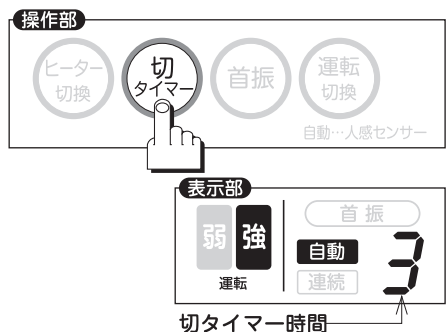 操作部
ヒーター
切換
切
タイマー
首振
運転
切換
自動…人感センサー
表示部
弱
強
運転
首振
自動
連続
3
切タイマー時間